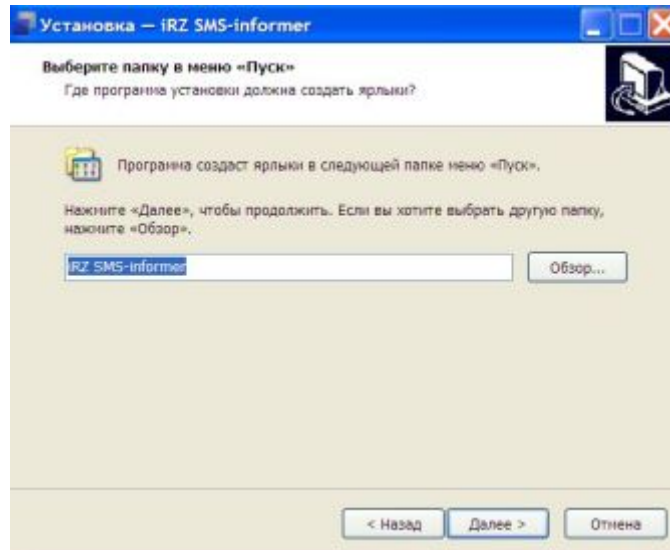 Установка — iRZ SMS-informer
Выберите папку в меню «Пуск»
Где программа установки должна создать ярлыки?
Программа создаст ярлыки в следующей папке меню «Пуск».
Нажмите «Далее», чтобы продолжить. Если вы хотите выбрать другую папку,
нажмите «Обзор».
iRZ SMS-informer
Обзор...
< Назад
Далее >
Отмена